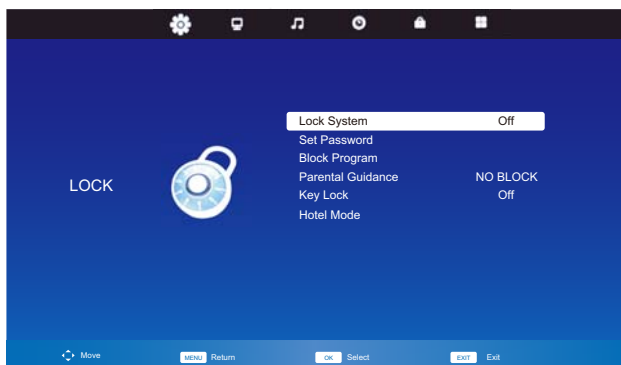 Lock System Off
Set Password
Block Program
Parental Guidance NO BLOCK
Key Lock Off
Hotel Mode
LOCK
Move MENU Return OK Select EXIT Exit